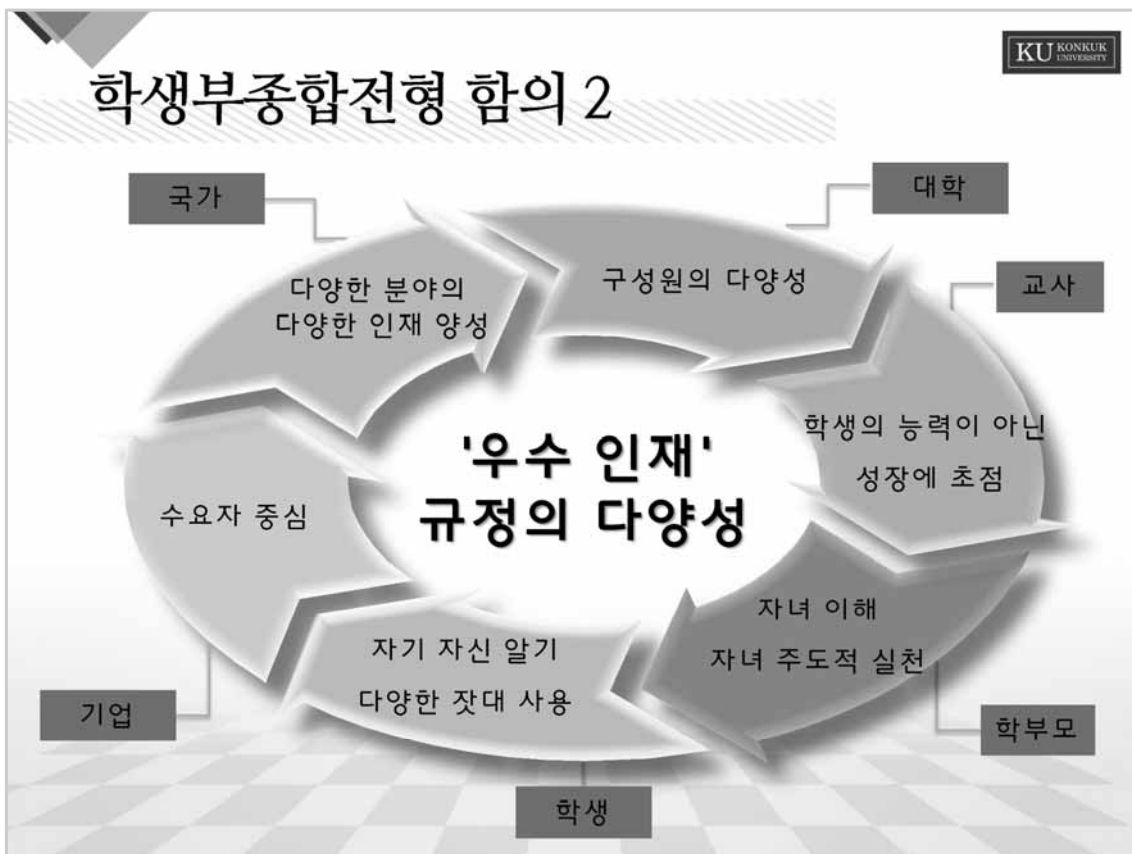 KU KONKUK
UNIVERSITY
학생부종합전형 함의 2
국가
대학
다양한 분야의
다양한 인재 양성
구성원의 다양성
교사
학생의 능력이 아닌
성장에 초점
'우수 인재'
규정의 다양성
수요자 중심
자녀 이해
자녀 주도적 실천
자기 자신 알기
다양한 잣대 사용
기업
학부모
학생